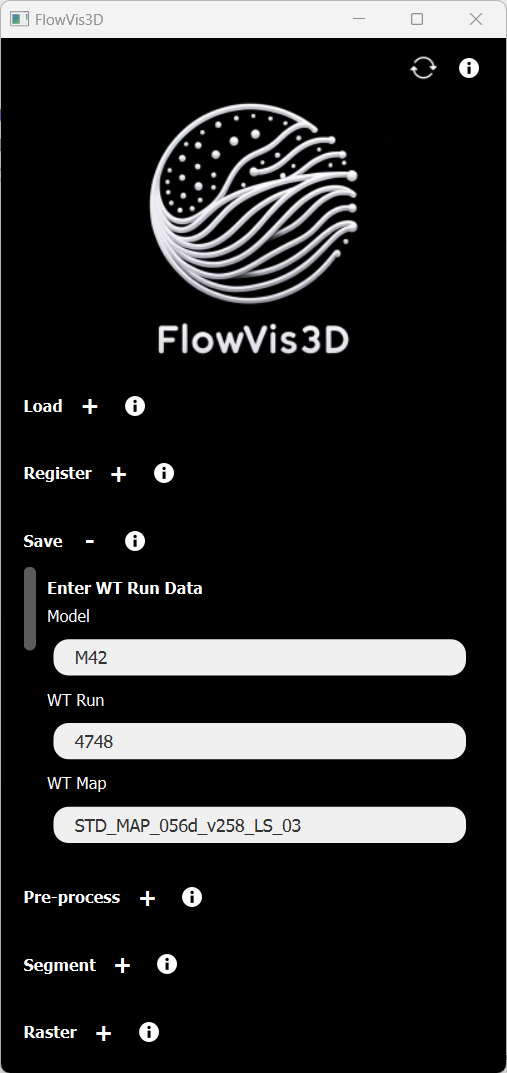 FlowVis3D
FlowVis3D
Load + i
Register + i
Save - i
Enter WT Run Data
Model
M42
WT Run
4748
WT Map
STD_MAP_056d_v258_LS_03
Pre-process + i
Segment + i
Raster + i